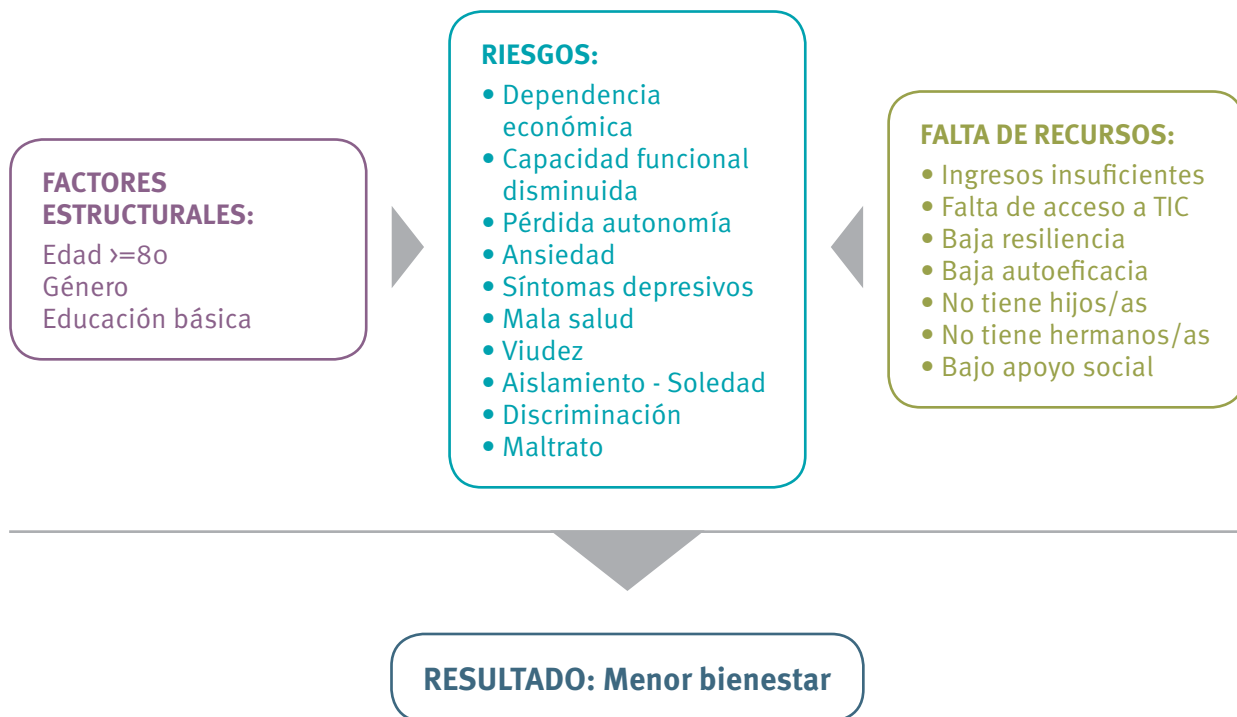 FACTORES
ESTRUCTURALES:
Edad >=80
Género
Educación básica
RIESGOS:
• Dependencia
económica
• Capacidad funcional
disminuida
• Pérdida autonomía
• Ansiedad
• Síntomas depresivos
• Mala salud
• Viudez
• Aislamiento - Soledad
• Discriminación
• Maltrato
FALTA DE RECURSOS:
• Ingresos insuficientes
• Falta de acceso a TIC
• Baja resiliencia
• Baja autoeficacia
• No tiene hijos/as
• No tiene hermanos/as
• Bajo apoyo social
RESULTADO: Menor bienestar